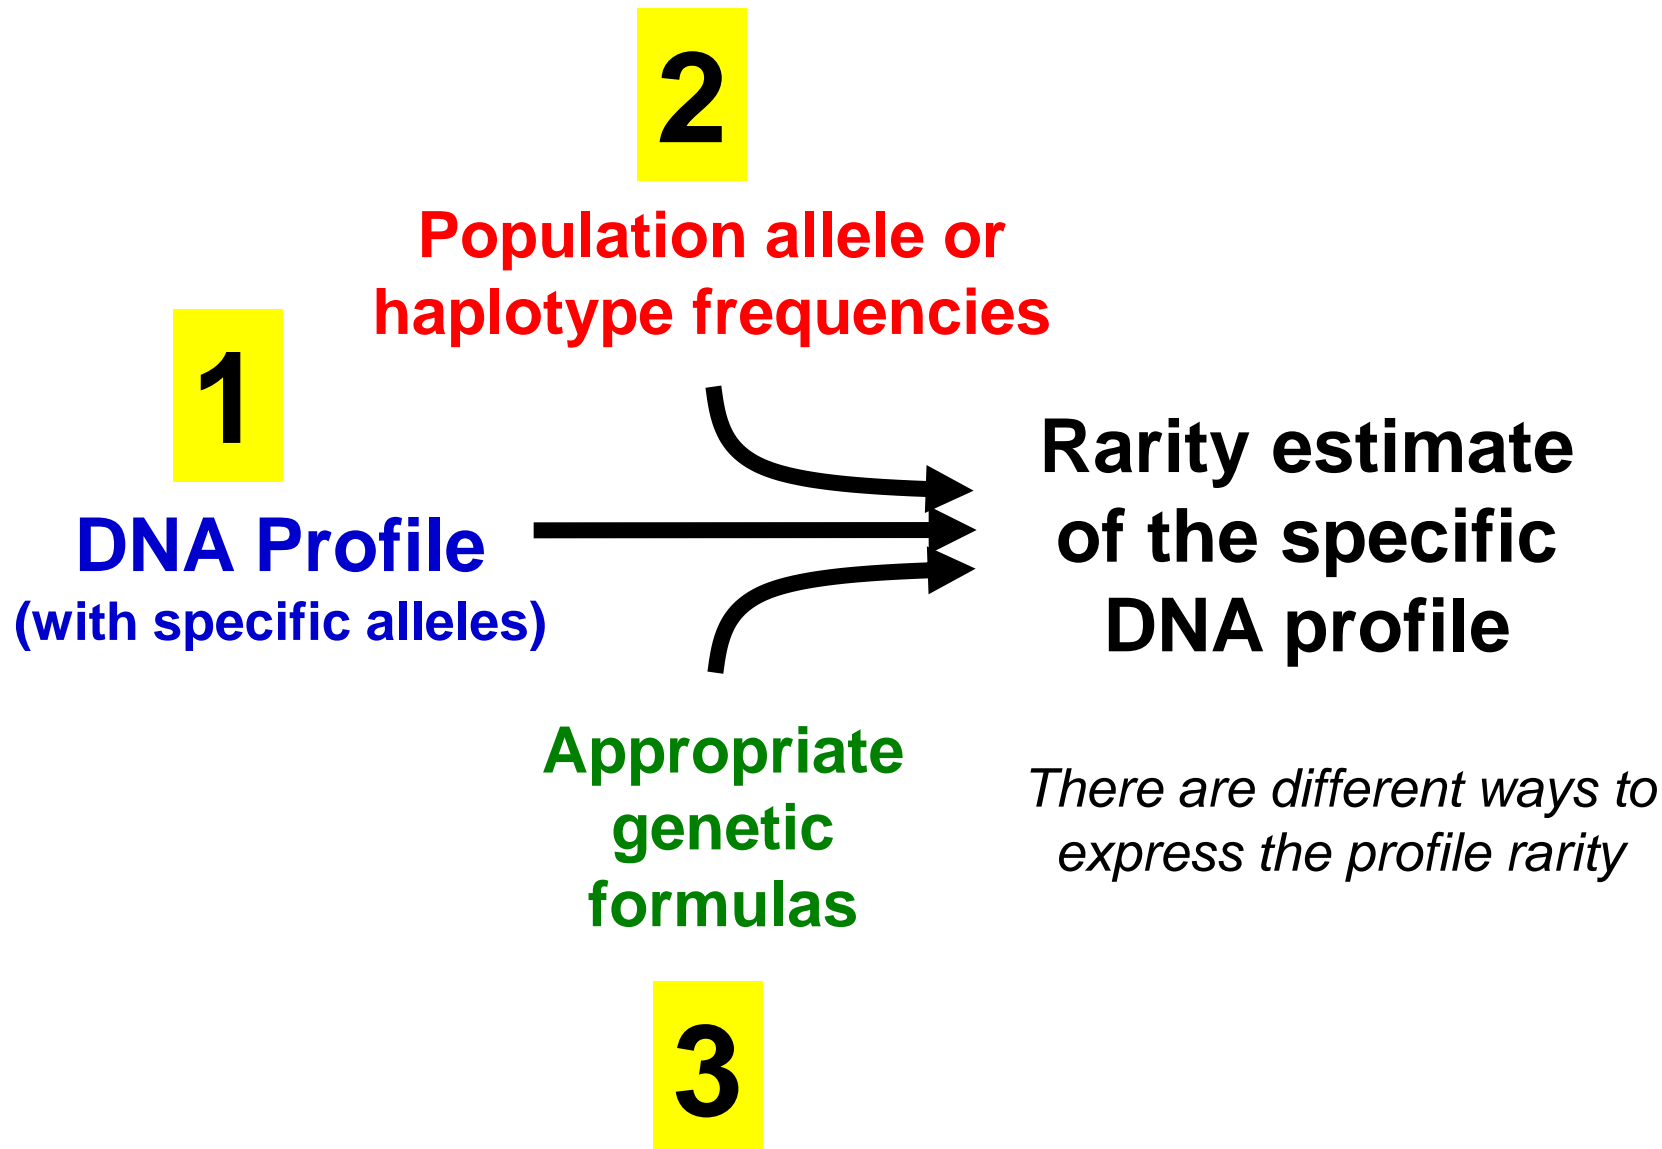 2
Population allele or
haplotype frequencies
1
DNA Profile
(with specific alleles)
Rarity estimate
of the specific
DNA profile
Appropriate
genetic
formulas
3
There are different ways to
express the profile rarity